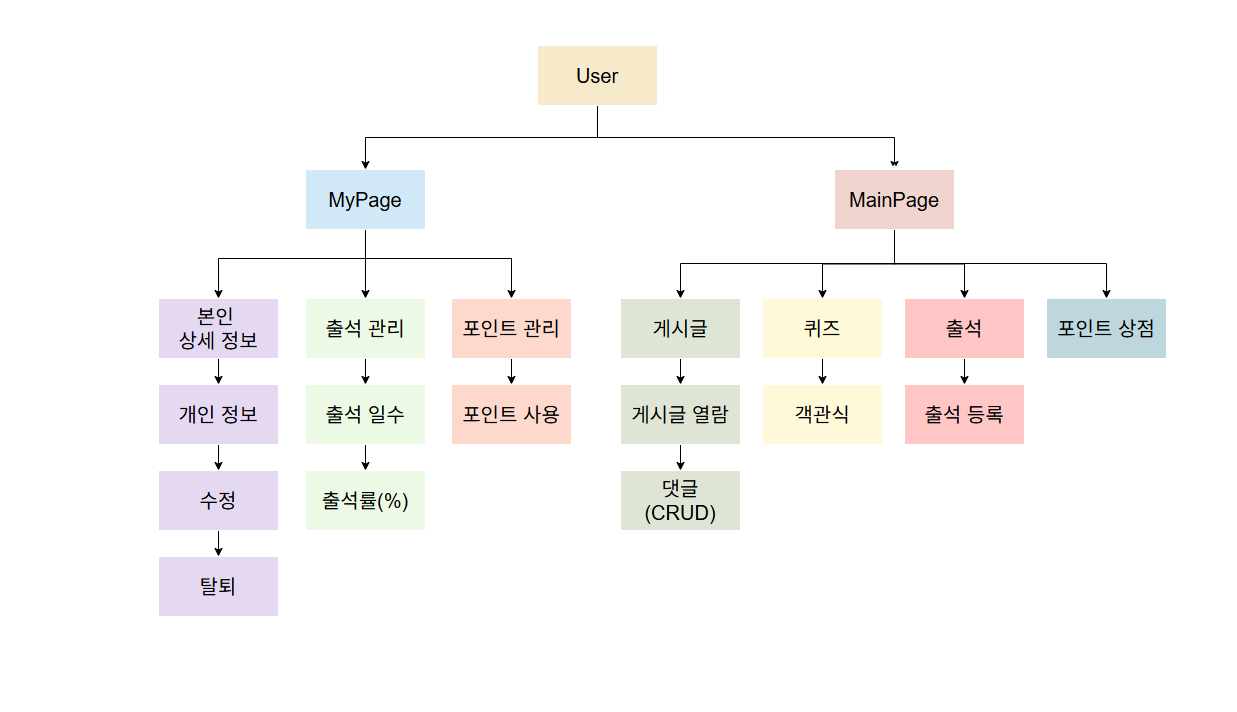 User
MyPage
MainPage
본인
상세 정보
출석 관리
포인트 관리
게시글
퀴즈
출석
포인트 상점
개인 정보
출석 일수
포인트 사용
게시글 열람
객관식
출석 등록
수정
출석률(%)
댓글
(CRUD)
탈퇴